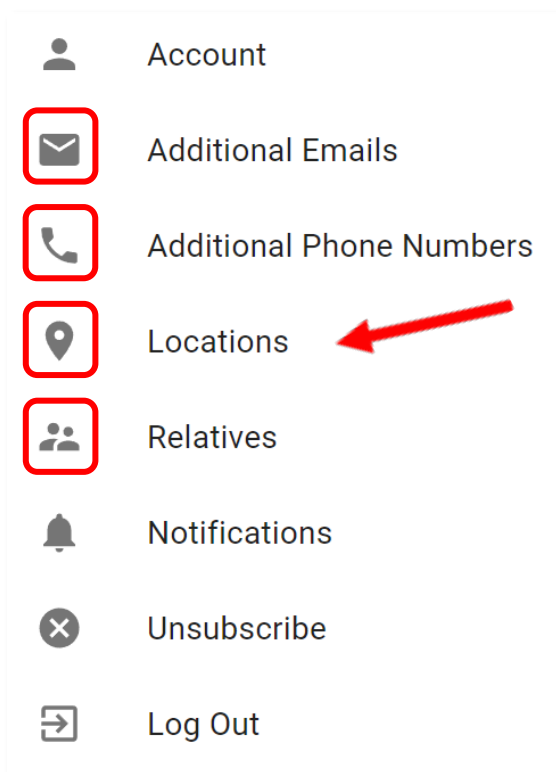 Account
Additional Emails
Additional Phone Numbers
Locations
Relatives
Notifications
Unsubscribe
Log Out